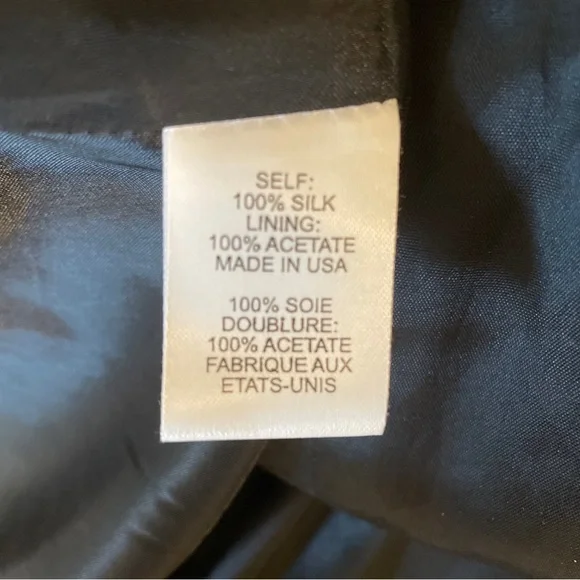 SELF:
100% SILK
LINING:
100% ACETATE
MADE IN USA
100% SOIE
DOUBLURE:
100% ACETATE
FABRIQUE AUX
ETATS-UNIS